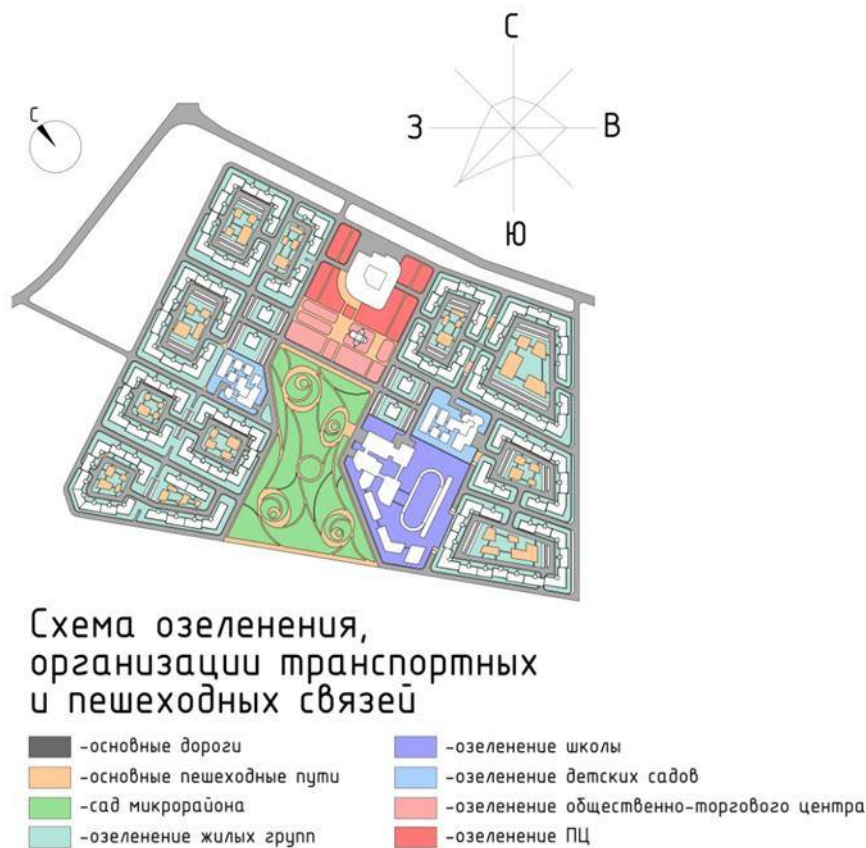 С
С
З
В
Ю
Схема озеленения,
организации транспортных
и пешеходных связей
-основные дороги
-основные пешеходные пути
-сад микрорайона
-озеленение жилых групп
-озеленение школы
-озеленение детских садов
-озеленение общественно-торгового центра
-озеленение ПЦ